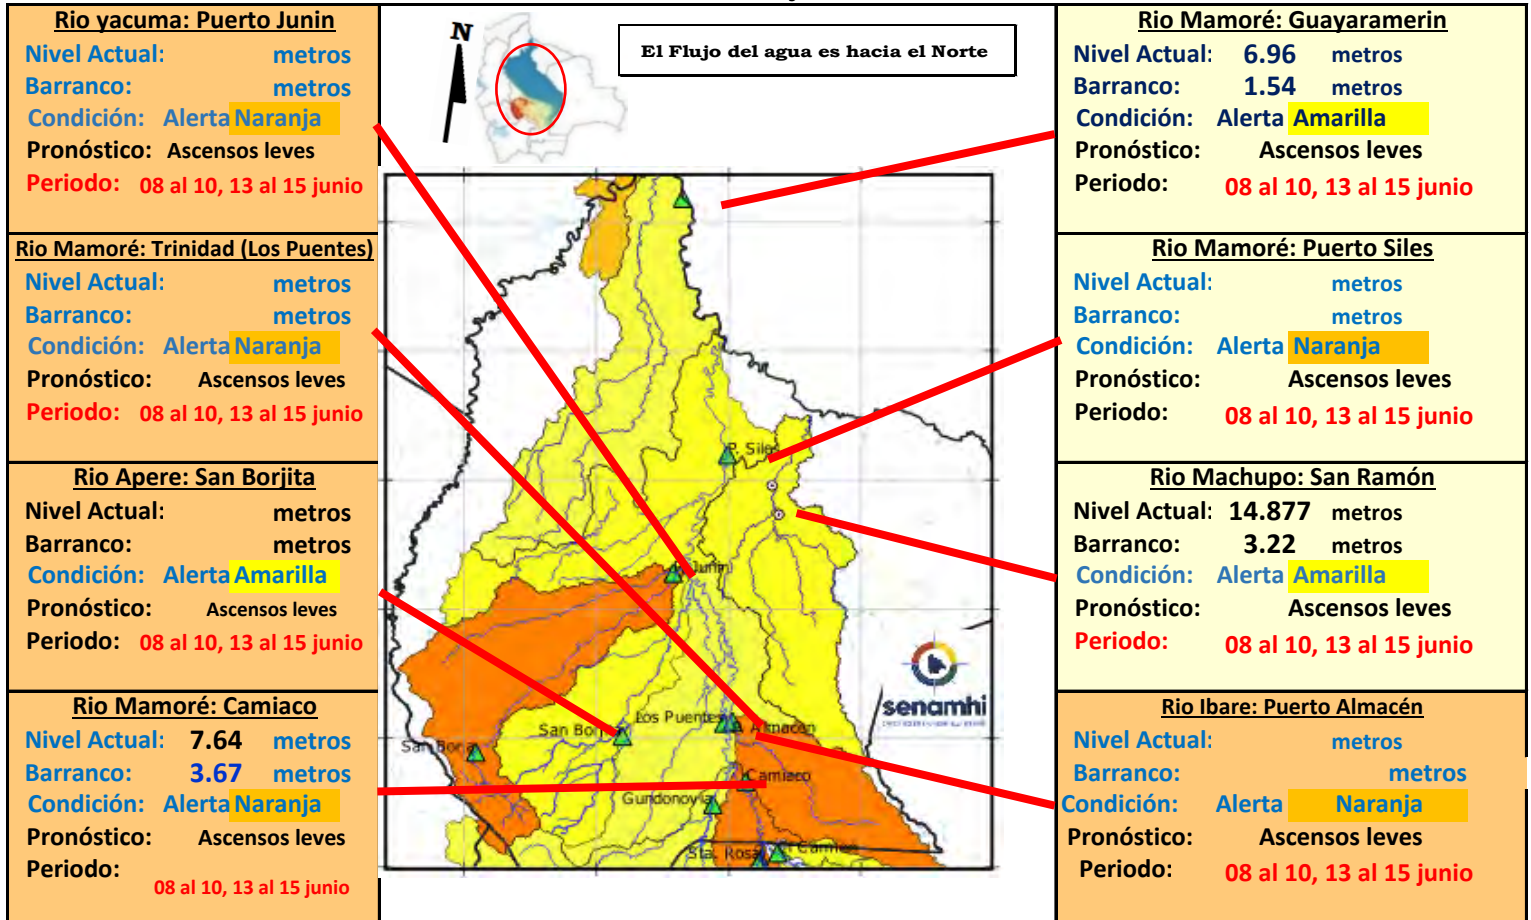 Rio yacuma: Puerto Junin
Nivel Actual: metros
Barranco: metros
Condición: Alerta Naranja
Pronóstico: Ascensos leves
Periodo: 08 al 10, 13 al 15 junio
Rio Mamoré: Trinidad (Los Puentes)
Nivel Actual: metros
Barranco: metros
Condición: Alerta Naranja
Pronóstico: Ascensos leves
Periodo: 08 al 10, 13 al 15 junio
Rio Apere: San Borjita
Nivel Actual: metros
Barranco: metros
Condición: Alerta Amarilla
Pronóstico: Ascensos leves
Periodo: 08 al 10, 13 al 15 junio
Rio Mamoré: Camiaco
Nivel Actual: 7.64 metros
Barranco: 3.67 metros
Condición: Alerta Naranja
Pronóstico: Ascensos leves
Periodo:
08 al 10, 13 al 15 junio
N
El Flujo del agua es hacia el Norte
P. Siles
Junin
senamhi
Los Puentes
Almacén
San Borjita
San Borja
Camiaco
Gundonovia
Sta. Rosa
El Carmen
Rio Mamoré: Guayaramerin
Nivel Actual: 6.96 metros
Barranco: 1.54 metros
Condición: Alerta Amarilla
Pronóstico: Ascensos leves
Periodo: 08 al 10, 13 al 15 junio
Rio Mamoré: Puerto Siles
Nivel Actual: metros
Barranco: metros
Condición: Alerta Naranja
Pronóstico: Ascensos leves
Periodo: 08 al 10, 13 al 15 junio
Rio Machupo: San Ramón
Nivel Actual: 14.877 metros
Barranco: 3.22 metros
Condición: Alerta Amarilla
Pronóstico: Ascensos leves
Periodo: 08 al 10, 13 al 15 junio
Rio Ibare: Puerto Almacén
Nivel Actual: metros
Barranco: metros
Condición: Alerta Naranja
Pronóstico: Ascensos leves
Periodo: 08 al 10, 13 al 15 junio